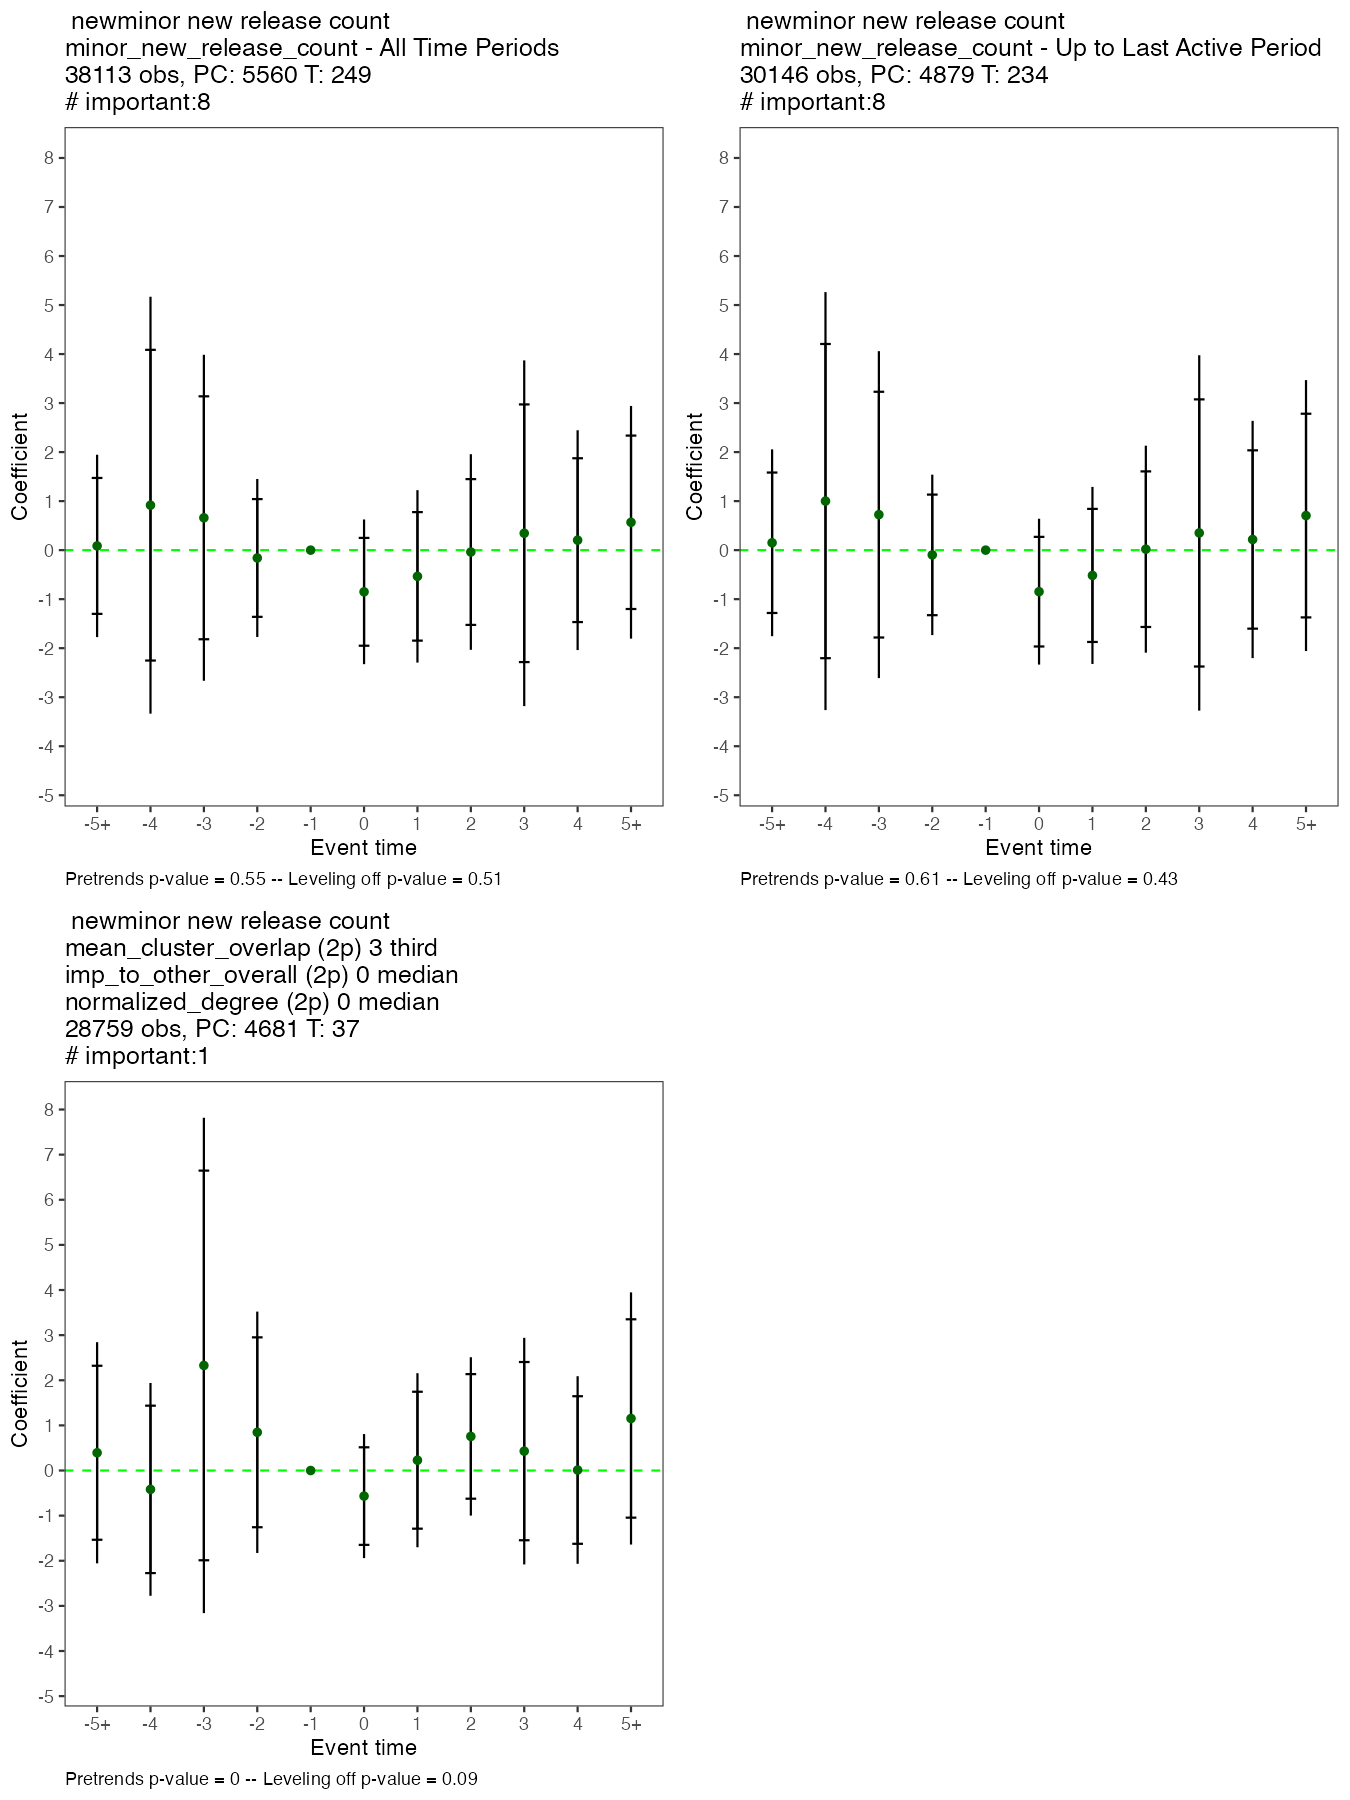 newminor new release count
minor_new_release_count - All Time Periods
38113 obs, PC: 5560 T: 249
# important:8
8
7
6
5
4
3
2
1
0
-1
-2
-3
-4
-5
Coefficient
-5+ -4 -3 -2 -1 0 1 2 3 4 5+
Event time
Pretrends p-value = 0.55 -- Leveling off p-value = 0.51
newminor new release count
minor_new_release_count - Up to Last Active Period
30146 obs, PC: 4879 T: 234
# important:8
8
7
6
5
4
3
2
1
0
-1
-2
-3
-4
-5
Coefficient
-5+ -4 -3 -2 -1 0 1 2 3 4 5+
Event time
Pretrends p-value = 0.61 -- Leveling off p-value = 0.43
newminor new release count
mean_cluster_overlap (2p) 3 third
imp_to_other_overall (2p) 0 median
normalized_degree (2p) 0 median
28759 obs, PC: 4681 T: 37
# important:1
8
7
6
5
4
3
2
1
0
-1
-2
-3
-4
-5
Coefficient
-5+ -4 -3 -2 -1 0 1 2 3 4 5+
Event time
Pretrends p-value = 0 -- Leveling off p-value = 0.09